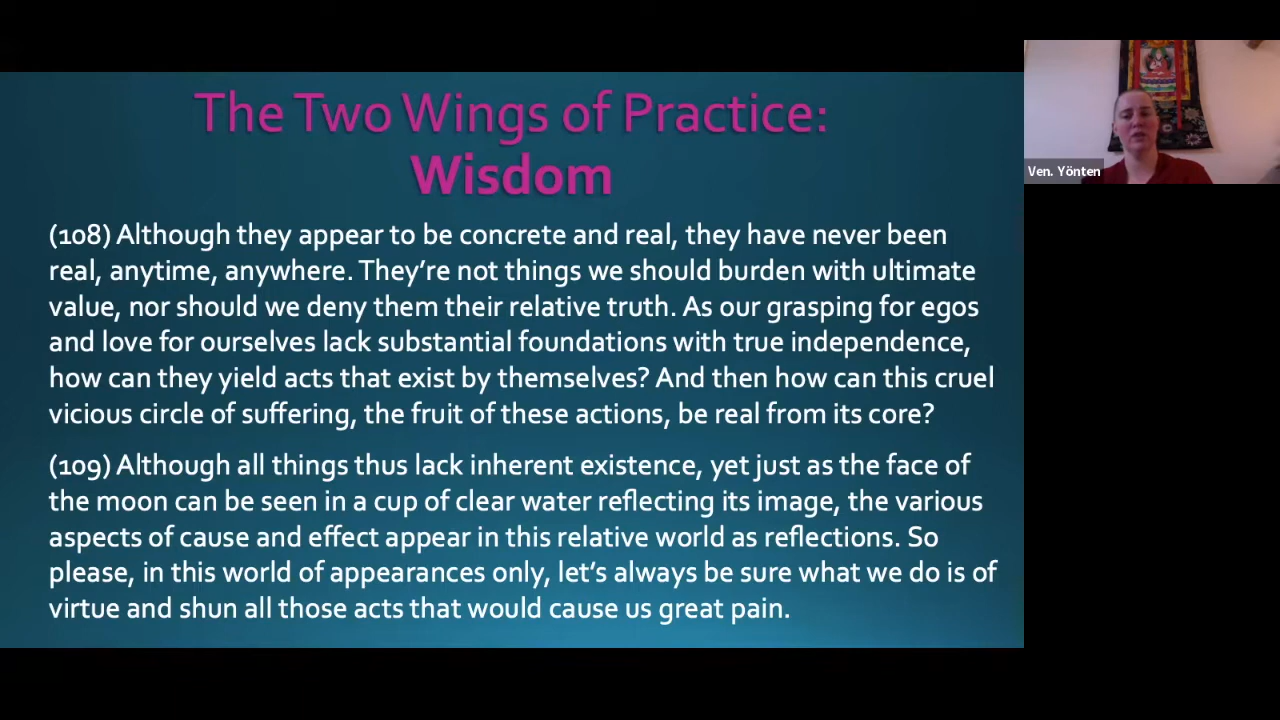 The Two Wings of Practice:
Wisdom
(108) Although they appear to be concrete and real, they have never been
real, anytime, anywhere. They’re not things we should burden with ultimate
value, nor should we deny them their relative truth. As our grasping for egos
and love for ourselves lack substantial foundations with true independence,
how can they yield acts that exist by themselves? And then how can this cruel
vicious circle of suffering, the fruit of these actions, be real from its core?
(109) Although all things thus lack inherent existence, yet just as the face of
the moon can be seen in a cup of clear water reflecting its image, the various
aspects of cause and effect appear in this relative world as reflections. So
please, in this world of appearances only, let’s always be sure what we do is of
virtue and shun all those acts that would cause us great pain.
Ven. Yönten